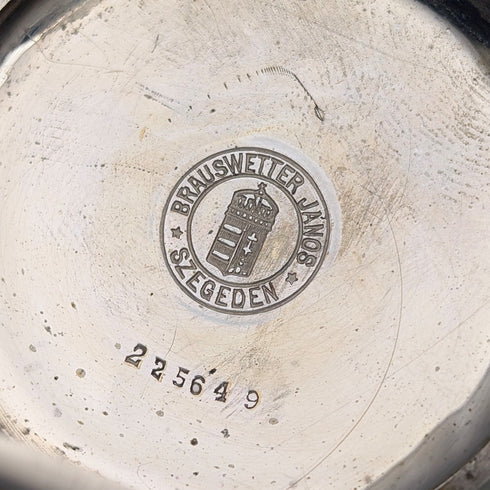 BRAUSWETTER JÁNOS
★ SZEGEDEN ★
225649